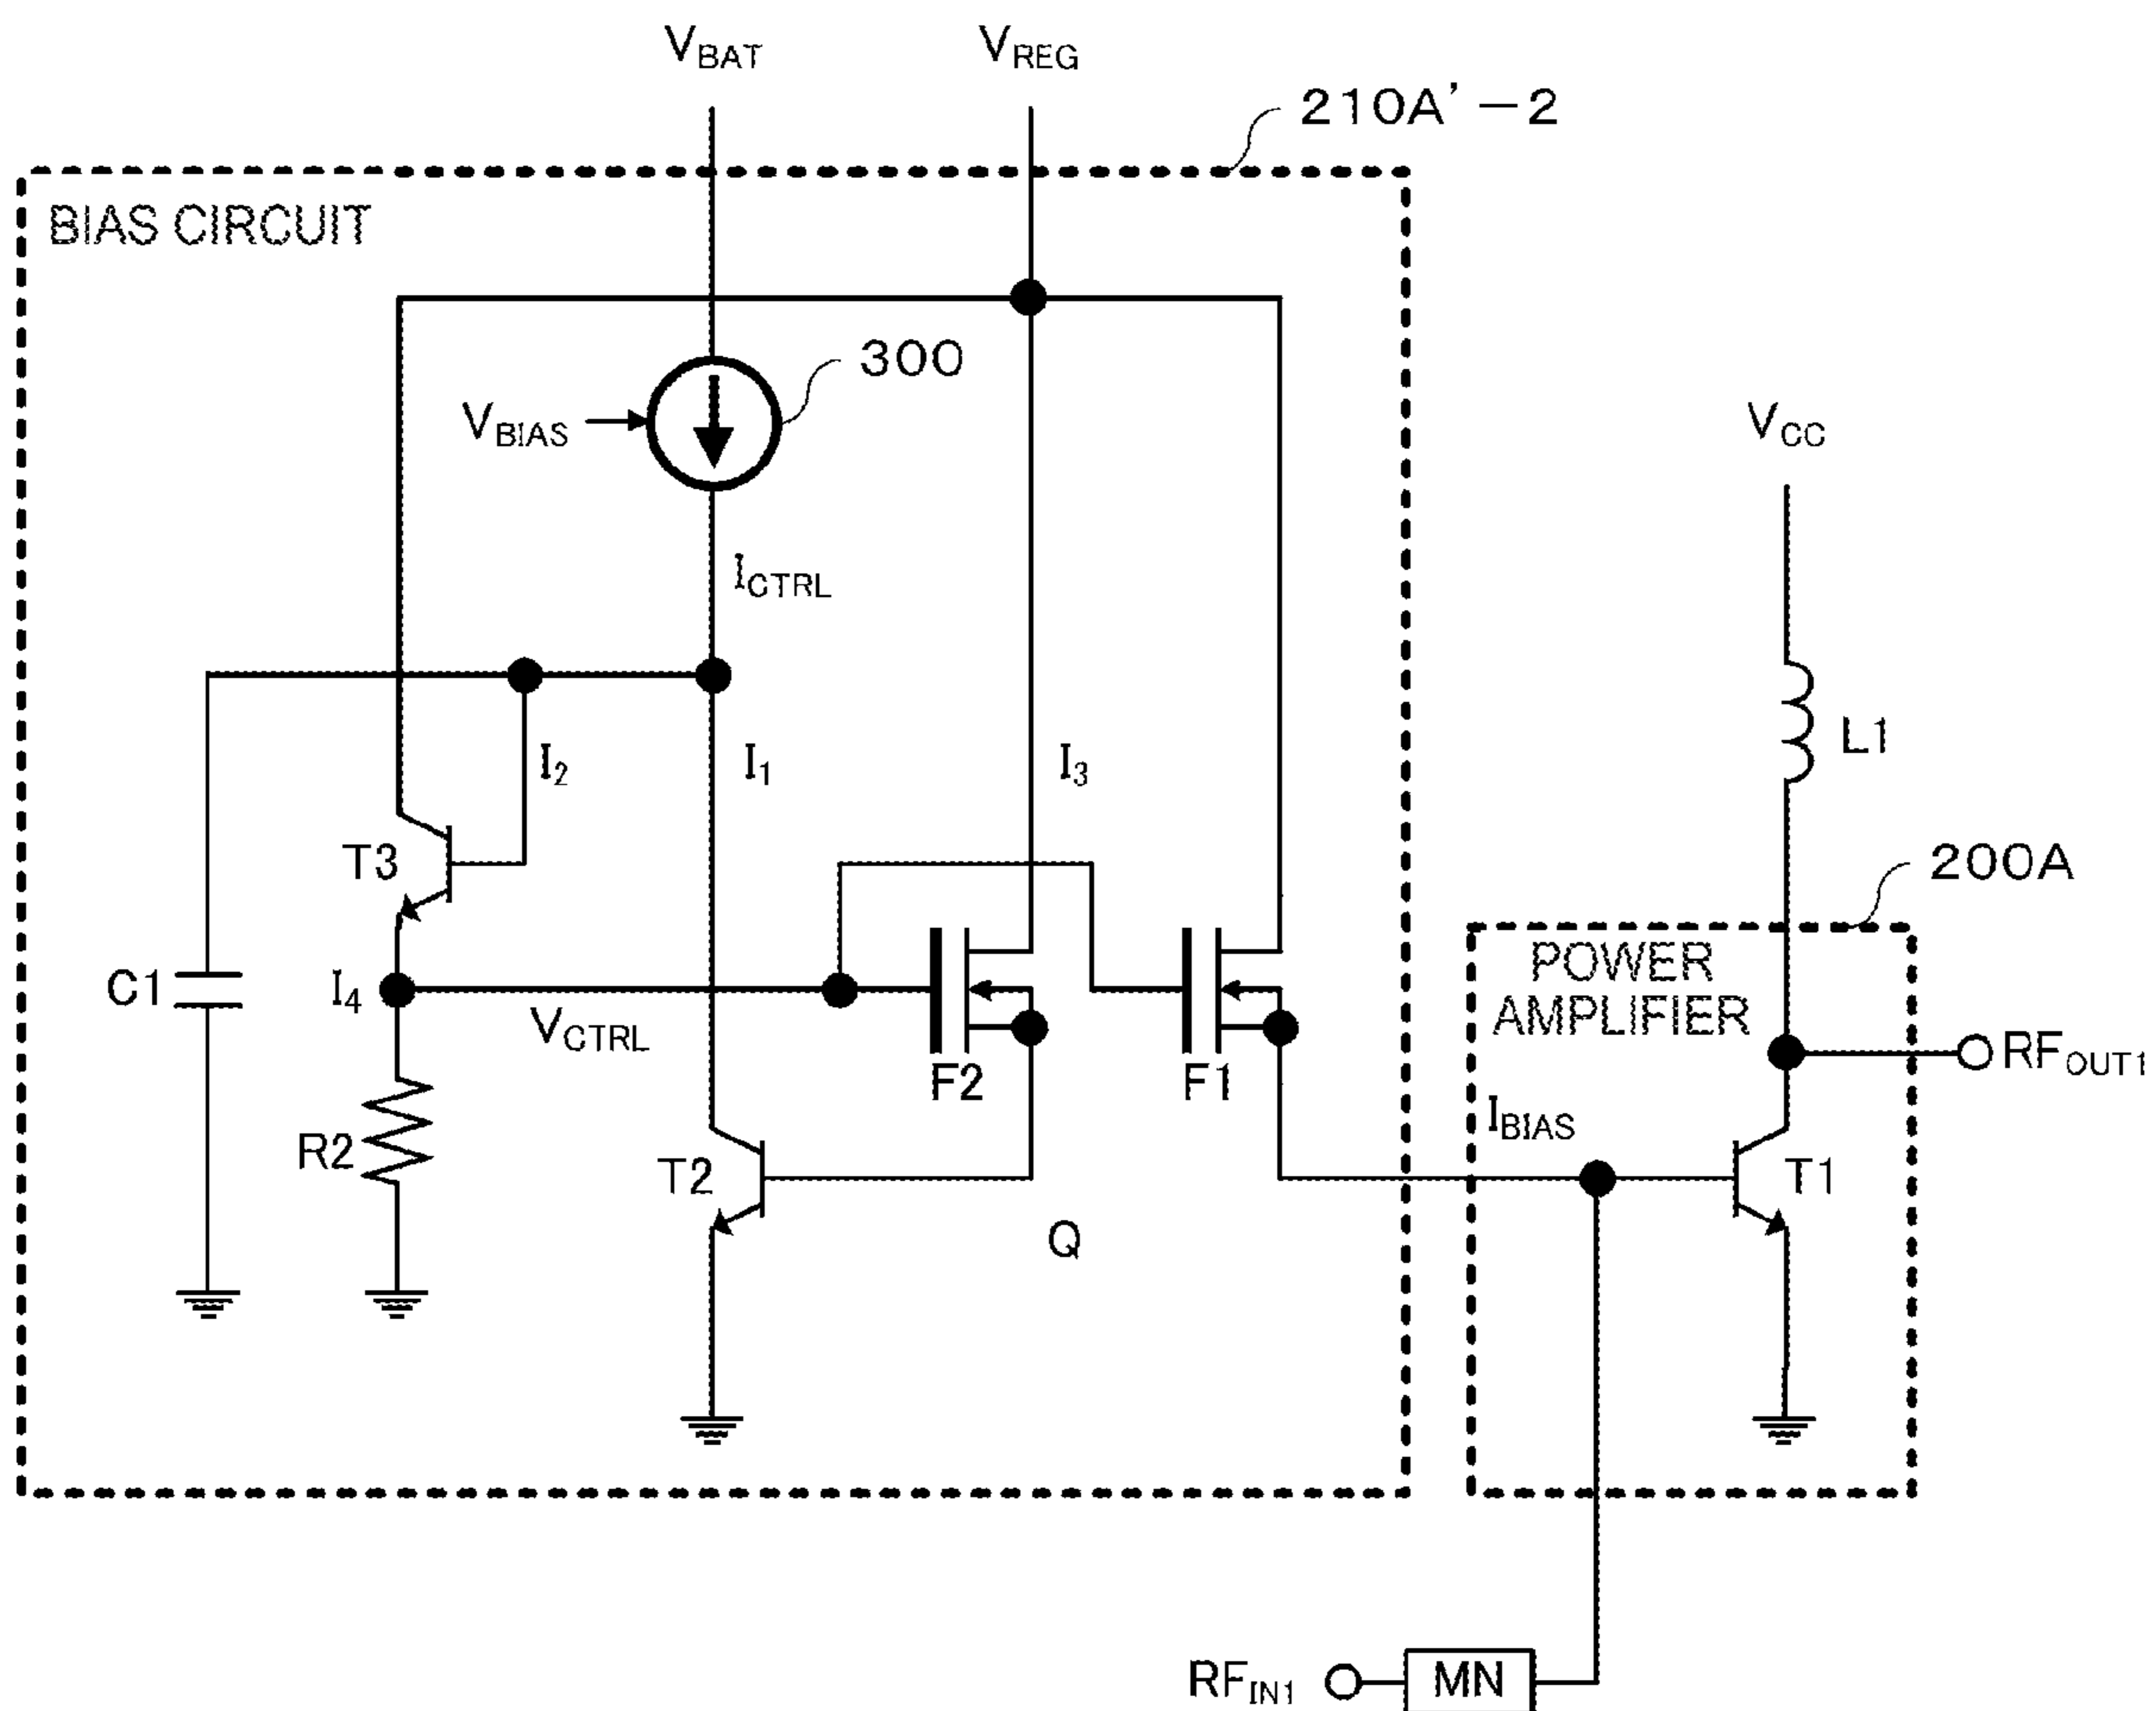 VBAT
VREG
210A'-2
BIAS CIRCUIT
300
VBIAS
VCC
ICTRL
I2
I1
I3
L1
T3
200A
POWER
AMPLIFIER
C1
I4
VCTRL
F2
F1
RFOUT1
IBIAS
R2
T2
T1
Q
RFIN1
MN